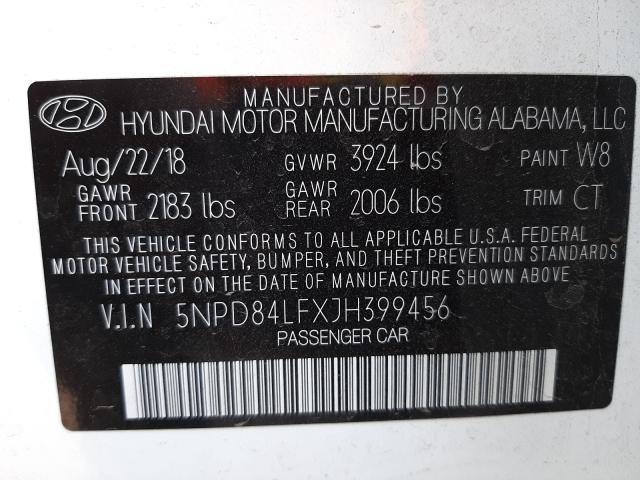 MANUFACTURED BY
HYUNDAI MOTOR MANUFACTURING ALABAMA, LLC
Aug/22/18 GVWR 3924 lbs PAINT W8
GAWR FRONT 2183 lbs GAWR REAR 2006 lbs TRIM CT
THIS VEHICLE CONFORMS TO ALL APPLICABLE U.S.A. FEDERAL
MOTOR VEHICLE SAFETY, BUMPER, AND THEFT PREVENTION STANDARDS
IN EFFECT ON THE DATE OF MANUFACTURE SHOWN ABOVE.
V.I.N 5NPD84LFXJH399456
PASSENGER CAR